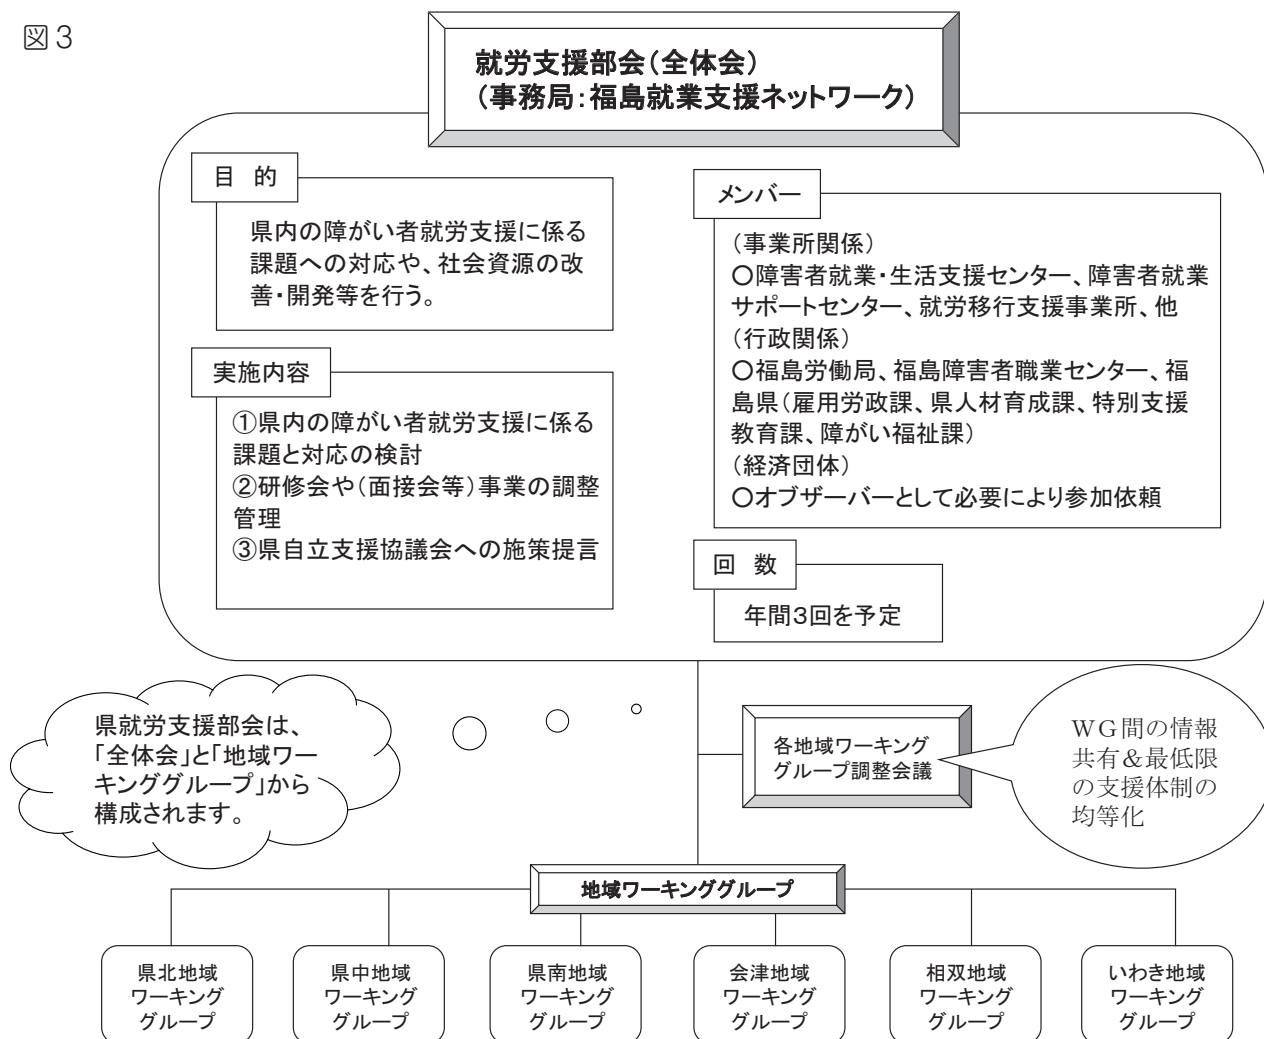 図3
就労支援部会(全体会)
(事務局:福島就業支援ネットワーク)
目 的
県内の障がい者就労支援に係る
課題への対応や、社会資源の改
善・開発等を行う。
実施内容
①県内の障がい者就労支援に係る
課題と対応の検討
②研修会や(面接会等)事業の調整
管理
③県自立支援協議会への施策提言
メンバー
(事業所関係)
○障害者就業・生活支援センター、障害者就業
サポートセンター、就労移行支援事業所、他
(行政関係)
○福島労働局、福島障害者職業センター、福
島県(雇用労政課、県人材育成課、特別支援
教育課、障がい福祉課)
(経済団体)
○オブザーバーとして必要により参加依頼
回 数
年間3回を予定
県就労支援部会は、
「全体会」と「地域ワー
キンググループ」から
構成されます。
各地域ワーキング
グループ調整会議
WG間の情報
共有&最低限
の支援体制の
均等化
地域ワーキンググループ
県北地域
ワーキング
グループ
県中地域
ワーキング
グループ
県南地域
ワーキング
グループ
会津地域
ワーキング
グループ
相双地域
ワーキング
グループ
いわき地域
ワーキング
グループ